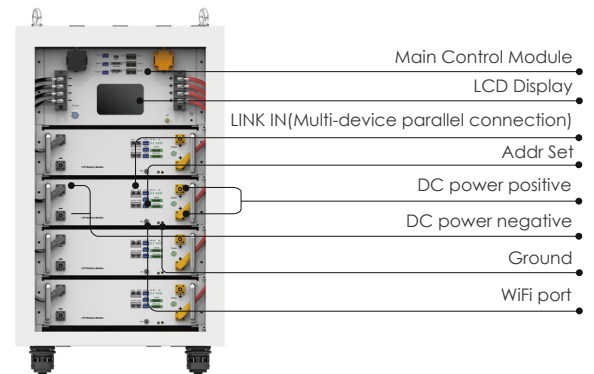 Main Control Module
LCD Display
LINK IN(Multi-device parallel connection)
Addr Set
DC power positive
DC power negative
Ground
WiFi port